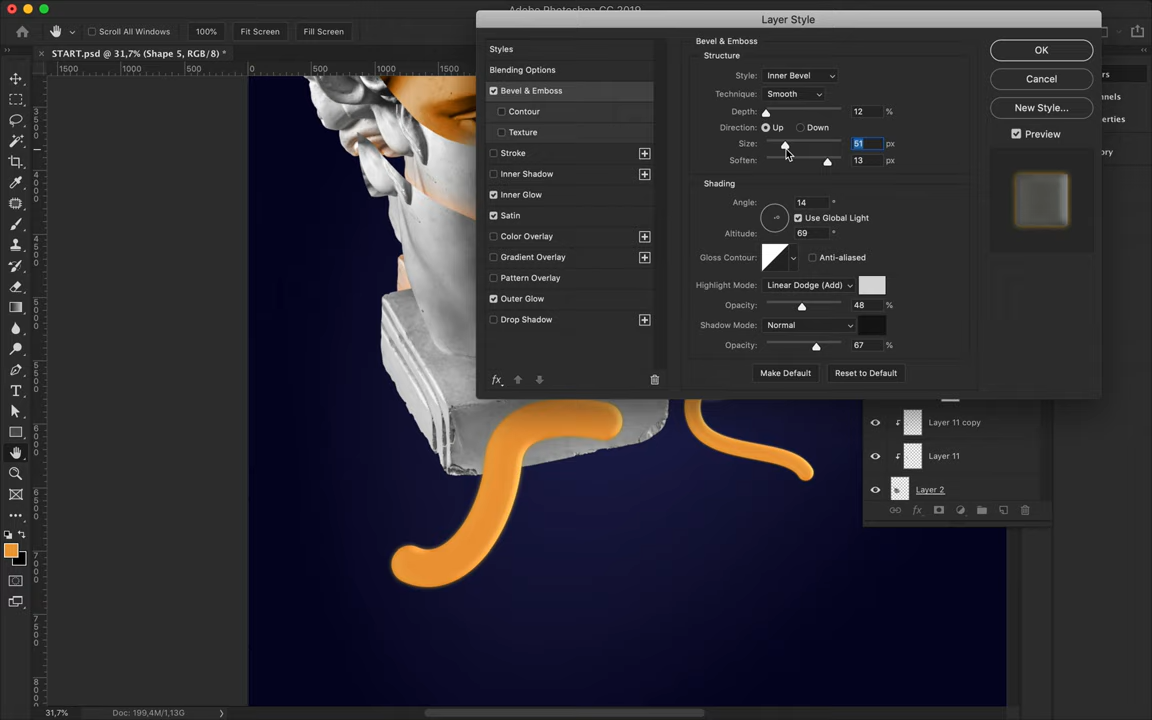 Adobe Photoshop CC 2019
Layer Style
Scroll All Windows
100%
Fit Screen
Fill Screen
START.psd @ 31,7% (Shape 5, RGB/8) *
1500
1000
500
0
500
1000
1500
Styles
Blending Options
Bevel & Emboss
Contour
Texture
Stroke
Inner Shadow
Inner Glow
Satin
Color Overlay
Gradient Overlay
Pattern Overlay
Outer Glow
Drop Shadow
fx
Bevel & Emboss
Structure
Style: Inner Bevel
Technique: Smooth
Depth: 12 %
Direction: Up Down
Size: 51 px
Soften: 13 px
Shading
Angle: 14 °
Use Global Light
Altitude: 69 °
Gloss Contour: Anti-aliased
Highlight Mode: Linear Dodge (Add)
Opacity: 48 %
Shadow Mode: Normal
Opacity: 67 %
Make Default
Reset to Default
OK
Cancel
New Style...
Preview
Layer 11 copy
Layer 11
Layer 2
fx
31,7%
Doc: 199,4M/1,13G